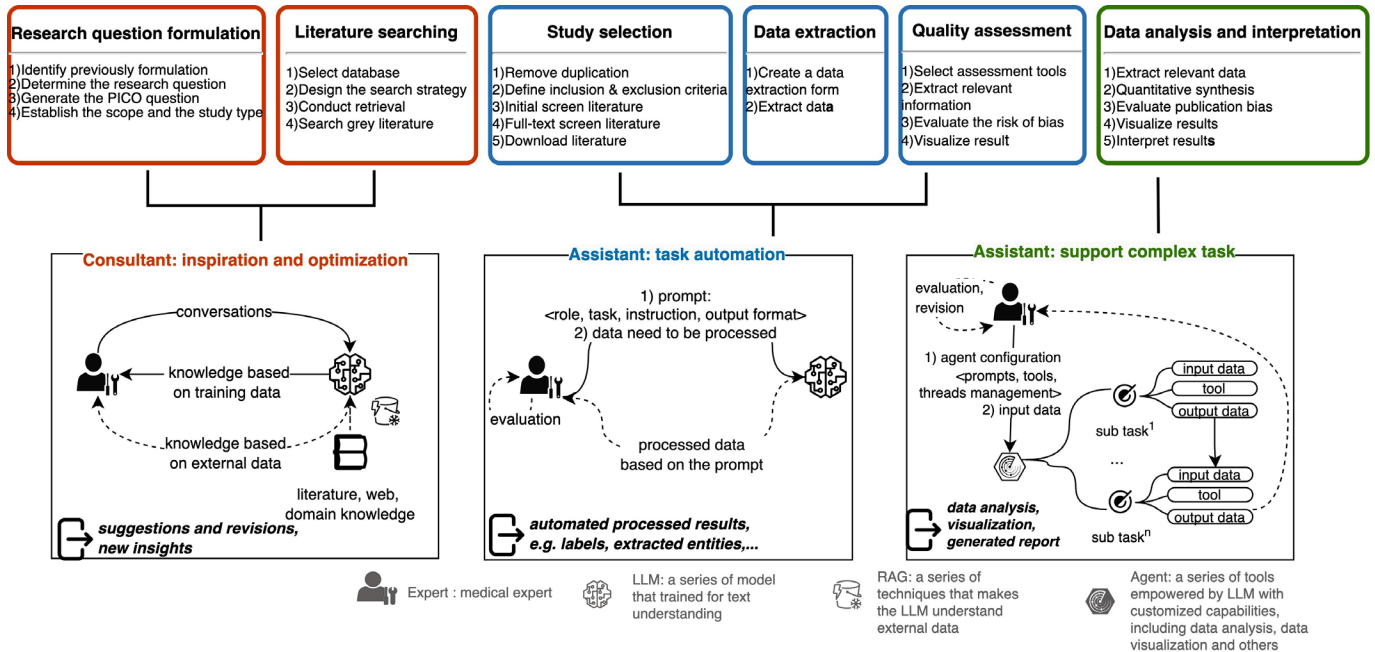 Research question formulation
1)Identify previously formulation
2)Determine the research question
3)Generate the PICO question
4)Establish the scope and the study type
Literature searching
1)Select database
2)Design the search strategy
3)Conduct retrieval
4)Search grey literature
Study selection
1)Remove duplication
2)Define inclusion & exclusion criteria
3)Initial screen literature
4)Full-text screen literature
5)Download literature
Data extraction
1)Create a data
extraction form
2)Extract data
Quality assessment
1)Select assessment tools
2)Extract relevant
information
3)Evaluate the risk of bias
4)Visualize result
Data analysis and interpretation
1)Extract relevant data
2)Quantitative synthesis
3)Evaluate publication bias
4)Visualize results
5)Interpret results
Consultant: inspiration and optimization
conversations
knowledge based
on training data
knowledge based
on external data
literature, web,
domain knowledge
suggestions and revisions,
new insights
Assistant: task automation
1) prompt:
<role, task, instruction, output format>
2) data need to be processed
evaluation
processed data
based on the prompt
automated processed results,
e.g. labels, extracted entities,...
Assistant: support complex task
evaluation,
revision
1) agent configuration
<prompts, tools,
threads management>
2) input data
input data
tool
output data
sub task1
...
input data
tool
output data
sub taskn
data analysis,
visualization,
generated report
Expert : medical expert
LLM: a series of model
that trained for text
understanding
RAG: a series of
techniques that makes
the LLM understand
external data
Agent: a series of tools
empowered by LLM with
customized capabilities,
including data analysis, data
visualization and others